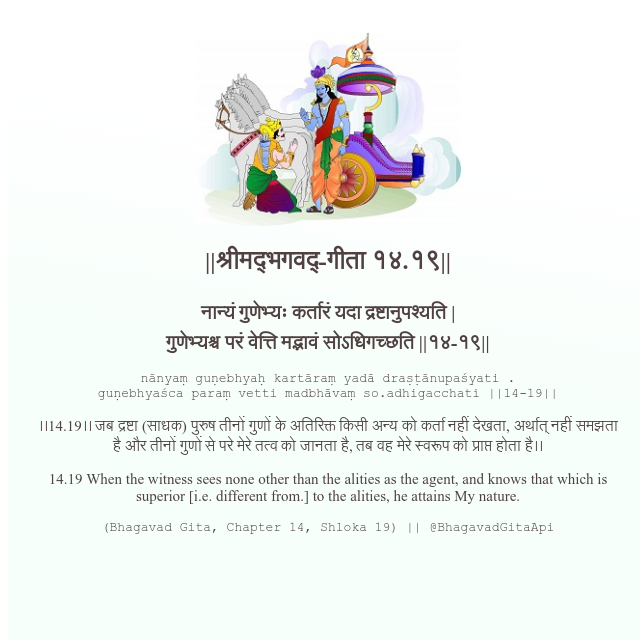 ||श्रीमद्‍भगवद्‍-गीता १४.१९||
नान्यं गुणेभ्यः कर्तारं यदा द्रष्टानुपश्यति |
गुणेभ्यश्च परं वेत्ति मद्भावं सोऽधिगच्छति ||१४-१९||
nānyaṃ guṇebhyaḥ kartāraṃ yadā draṣṭānupaśyati .
guṇebhyaśca paraṃ vetti madbhāvaṃ so.adhigacchati ||14-19||
।।14.19।। जब द्रष्टा (साधक) पुरुष तीनों गुणों के अतिरिक्त किसी अन्य को कर्ता नहीं देखता, अर्थात् नहीं समझता
है और तीनों गुणों से परे मेरे तत्व को जानता है, तब वह मेरे स्वरूप को प्राप्त होता है।।
14.19 When the witness sees none other than the alities as the agent, and knows that which is
superior [i.e. different from.] to the alities, he attains My nature.
(Bhagavad Gita, Chapter 14, Shloka 19) || @BhagavadGitaApi